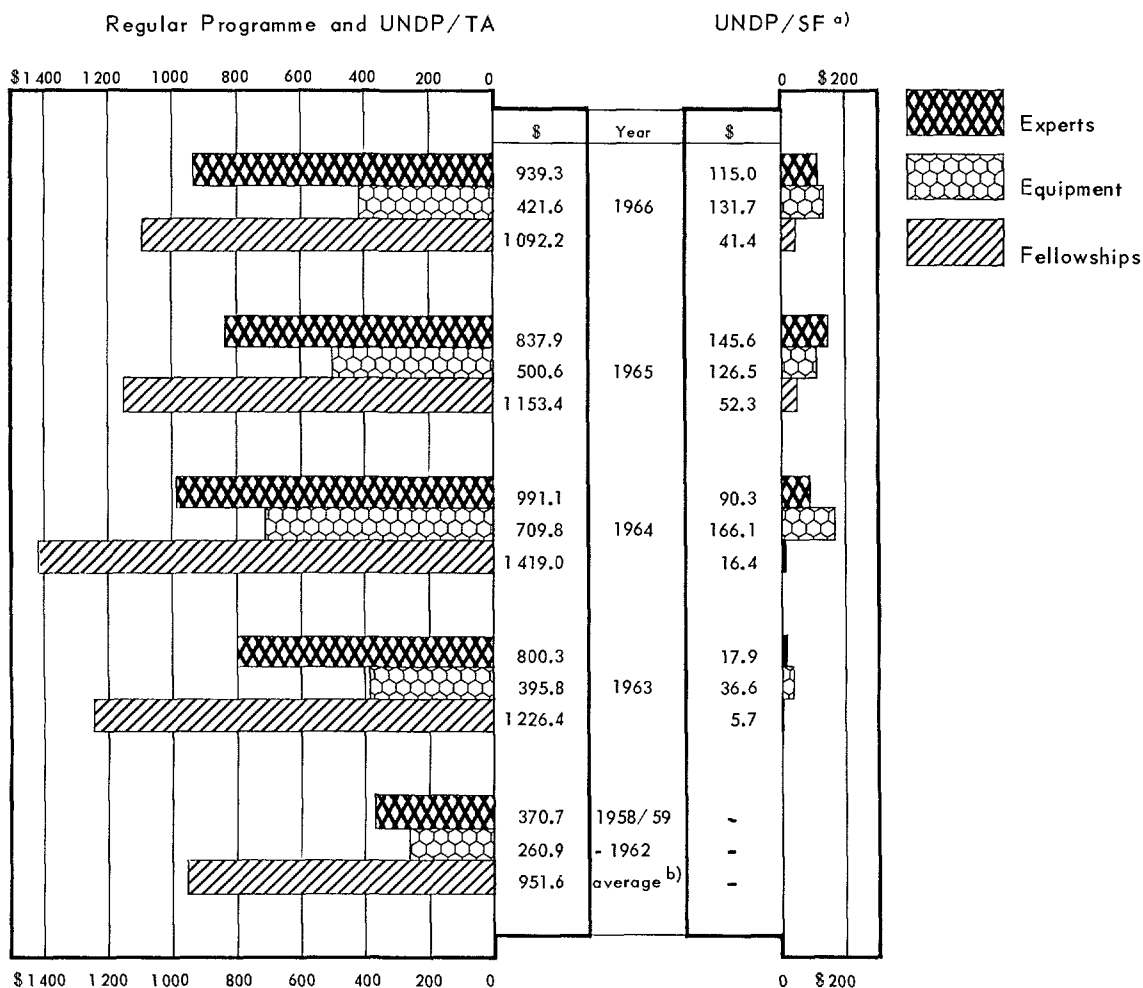 Regular Programme and UNDP/TA UNDP/SF a)
$ 1 400 1 200 1 000 800 600 400 200 0 0 $ 200
$ Year $
Experts
Equipment
Fellowships
939.3 115.0
421.6 1966 131.7
1 092.2 41.4
837.9 145.6
500.6 1965 126.5
1 153.4 52.3
991.1 90.3
709.8 1964 166.1
1 419.0 16.4
800.3 17.9
395.8 1963 36.6
1 226.4 5.7
370.7 1958/59 -
260.9 - 1962 -
951.6 average b) -
$ 1 400 1 200 1 000 800 600 400 200 0 0 $ 200